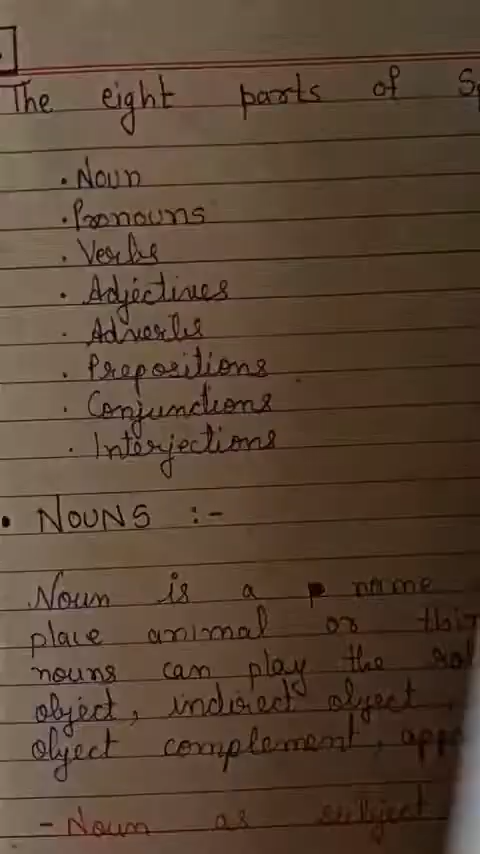 The eight parts of
. Noun
. Pronouns
. Verbs
. Adjectives
. Adverbs
. Prepositions
. Conjunctions
. Interjections
• NOUNS :-
Noun is a name
place animal or
nouns can play the
object, indirect object
object complement,
- Noun as subject